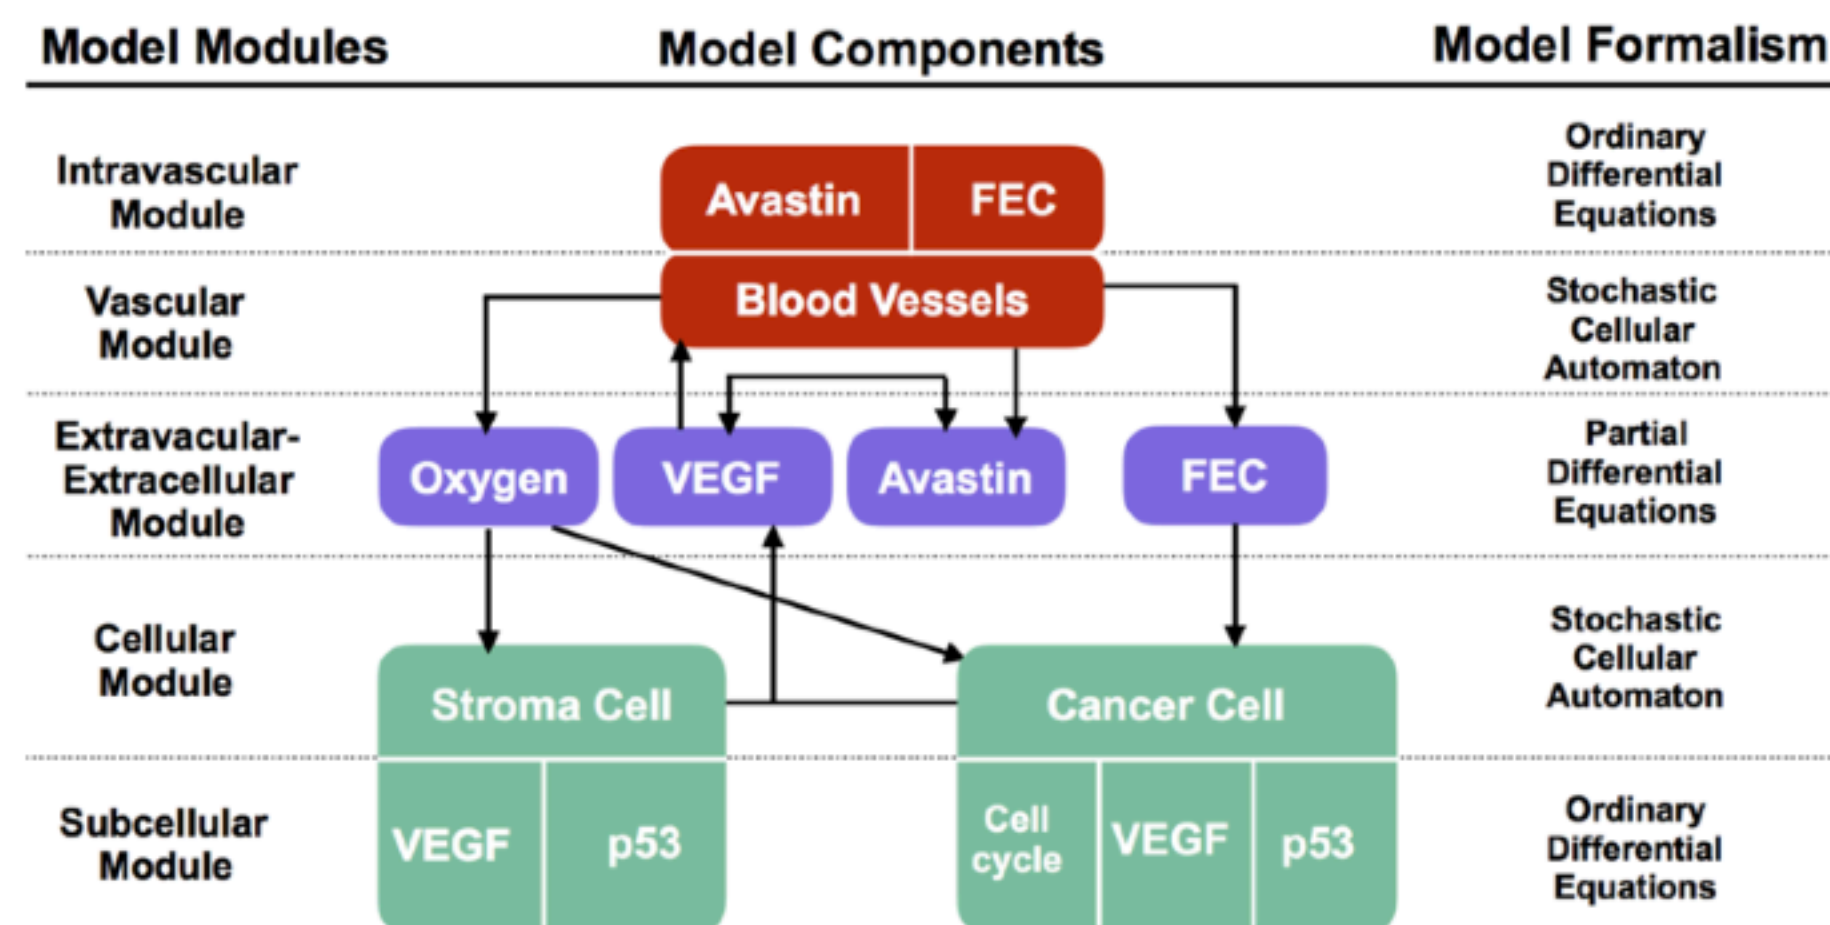 Model Modules
Model Components
Model Formalism
Intravascular
Module
Avastin
FEC
Ordinary
Differential
Equations
Vascular
Module
Blood Vessels
Stochastic
Cellular
Automaton
Extravacular-
Extracellular
Module
Oxygen
VEGF
Avastin
FEC
Partial
Differential
Equations
Cellular
Module
Stroma Cell
Cancer Cell
Stochastic
Cellular
Automaton
Subcellular
Module
VEGF
p53
Cell
cycle
VEGF
p53
Ordinary
Differential
Equations